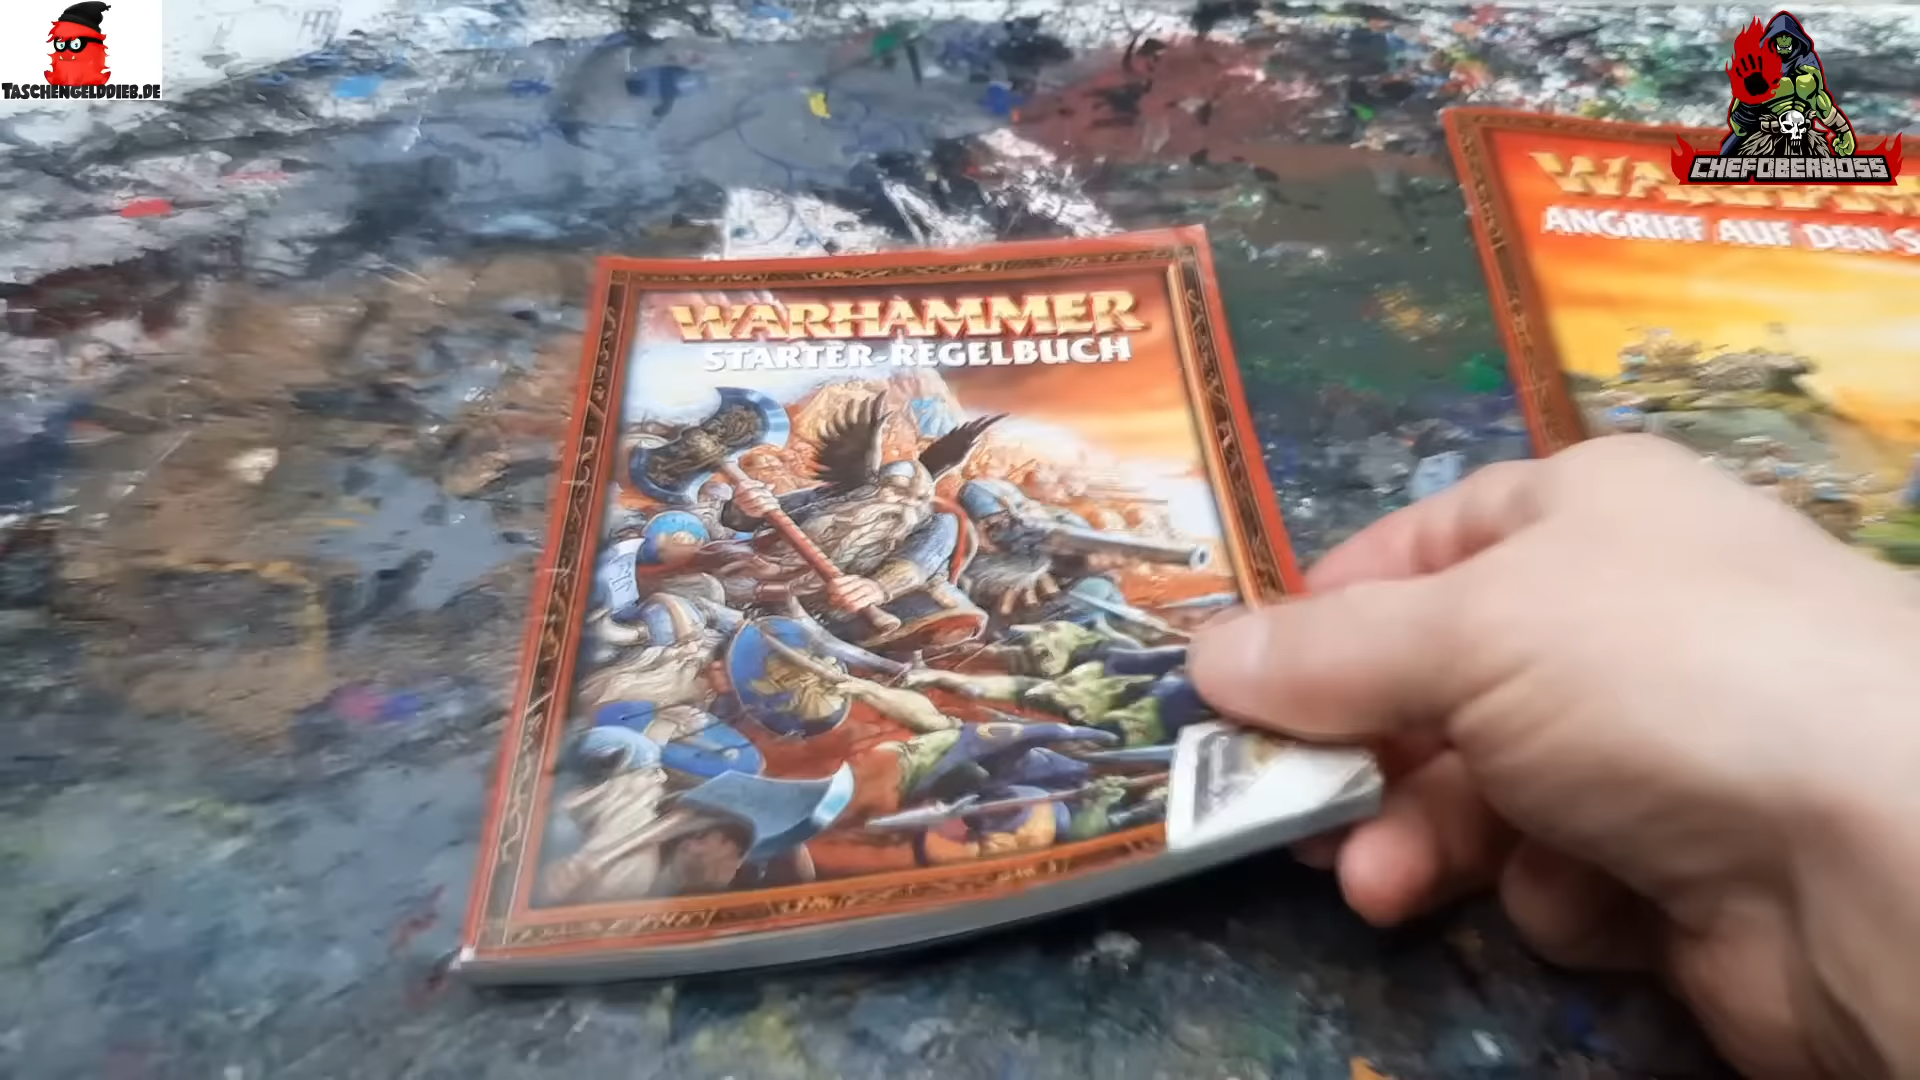 TASCHENGELDDIEB.DE
CHEFOBERBOSS
WARHAMMER
STARTER-REGELBUCH
ANGRIFF AUF DEN